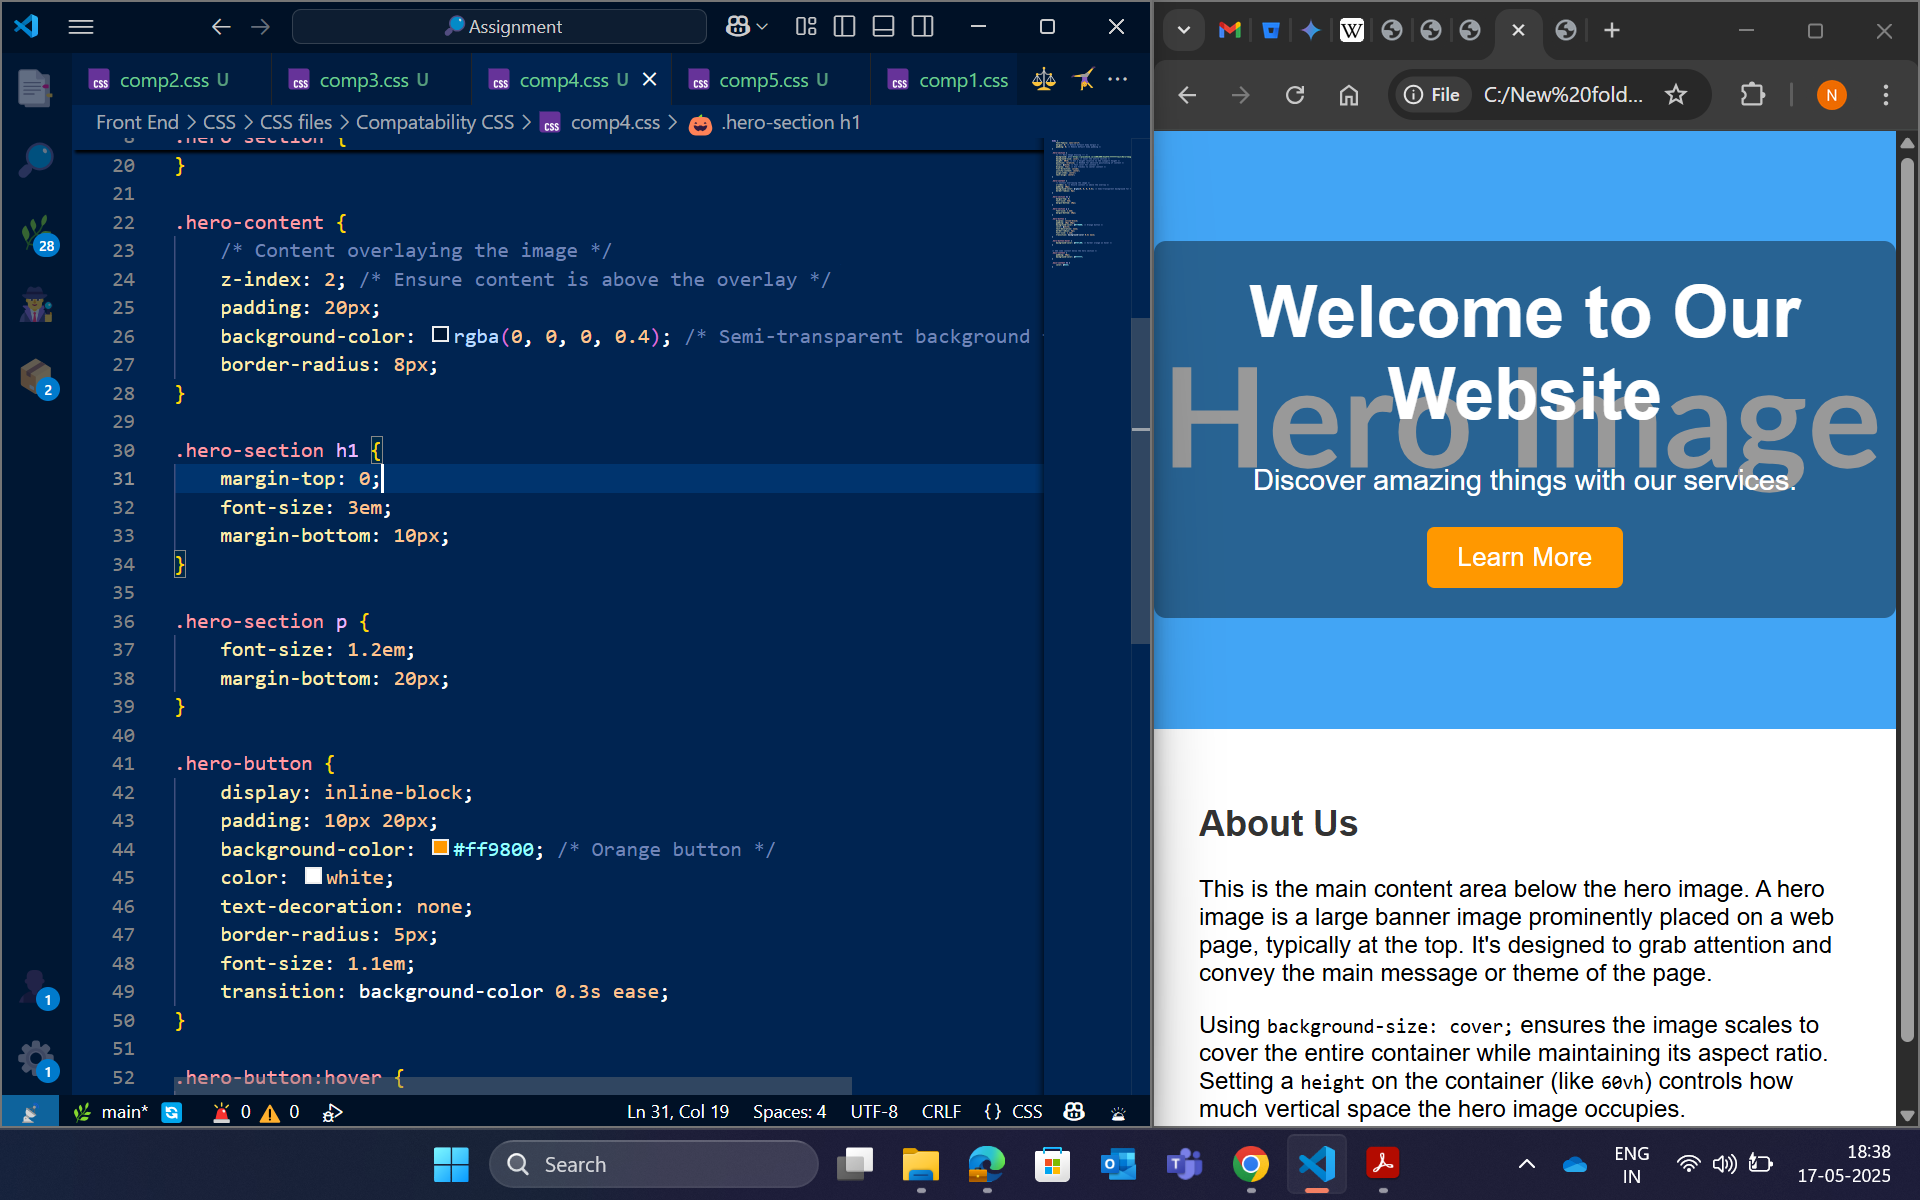 Assignment
comp2.css U
comp3.css U
comp4.css U
comp5.css U
comp1.css
Front End > CSS > CSS files > Compatability CSS > comp4.css > .hero-section h1
8 .hero-section {
20 }
21
22 .hero-content {
23 /* Content overlaying the image */
24 z-index: 2; /* Ensure content is above the overlay */
25 padding: 20px;
26 background-color: rgba(0, 0, 0, 0.4); /* Semi-transparent background
27 border-radius: 8px;
28 }
29
30 .hero-section h1 {
31 margin-top: 0;
32 font-size: 3em;
33 margin-bottom: 10px;
34 }
35
36 .hero-section p {
37 font-size: 1.2em;
38 margin-bottom: 20px;
39 }
40
41 .hero-button {
42 display: inline-block;
43 padding: 10px 20px;
44 background-color: #ff9800; /* Orange button */
45 color: white;
46 text-decoration: none;
47 border-radius: 5px;
48 font-size: 1.1em;
49 transition: background-color 0.3s ease;
50 }
51
52 .hero-button:hover {
28
2
1
1
main* 0 0 Ln 31, Col 19 Spaces: 4 UTF-8 CRLF {} CSS
W
File C:/New%20fold...
N
Hero Image
Welcome to Our
Website
Discover amazing things with our services.
Learn More
About Us
This is the main content area below the hero image. A hero
image is a large banner image prominently placed on a web
page, typically at the top. It's designed to grab attention and
convey the main message or theme of the page.
Using background-size: cover; ensures the image scales to
cover the entire container while maintaining its aspect ratio.
Setting a height on the container (like 60vh) controls how
much vertical space the hero image occupies.
Search
ENG
IN
18:38
17-05-2025